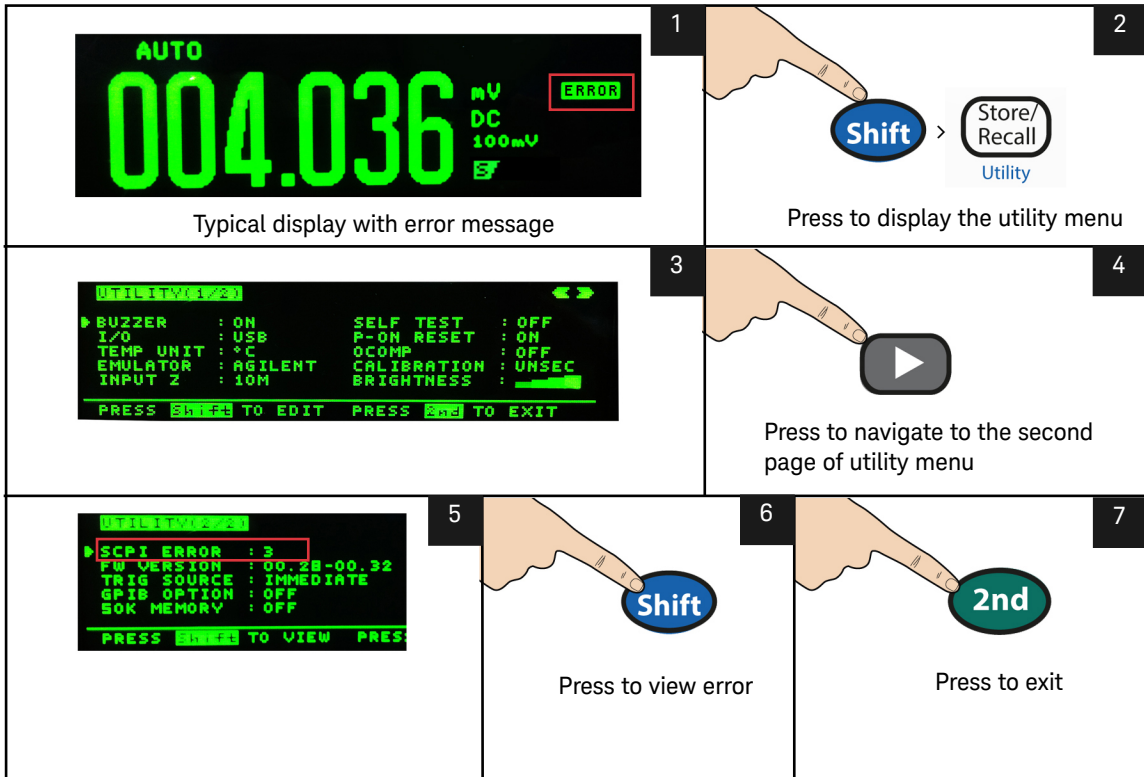 1
AUTO
004.036
mV
DC
100mV
S
ERROR
Typical display with error message
2
Shift > Store/
Recall
Utility
Press to display the utility menu
3
UTILITY(1/2)
BUZZER : ON SELF TEST : OFF
I/O : USB P-ON RESET : ON
TEMP UNIT : °C OCOMP : OFF
EMULATOR : AGILENT CALIBRATION : UNSEC
INPUT Z : 10M BRIGHTNESS :
PRESS Shift TO EDIT PRESS 2nd TO EXIT
4
Press to navigate to the second
page of utility menu
5
UTILITY(2/2)
SCPI ERROR : 3
FW VERSION : 00.28-00.32
TRIG SOURCE : IMMEDIATE
GPIB OPTION : OFF
50K MEMORY : OFF
PRESS Shift TO VIEW PRES
6
Shift
Press to view error
7
2nd
Press to exit